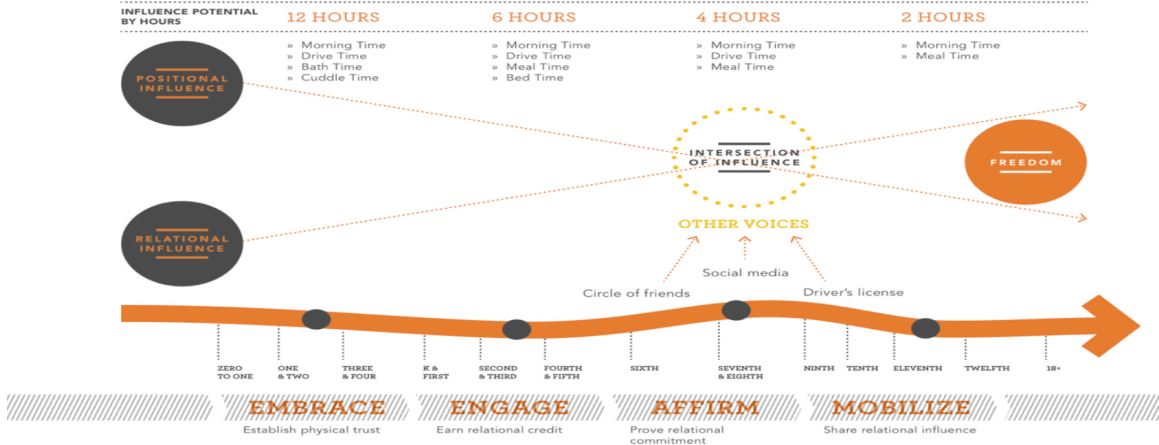 INFLUENCE POTENTIAL
BY HOURS
12 HOURS
6 HOURS
4 HOURS
2 HOURS
» Morning Time
» Drive Time
» Bath Time
» Cuddle Time
» Morning Time
» Drive Time
» Meal Time
» Bed Time
» Morning Time
» Drive Time
» Meal Time
» Morning Time
» Meal Time
POSITIONAL
INFLUENCE
INTERSECTION
OF INFLUENCE
FREEDOM
RELATIONAL
INFLUENCE
OTHER VOICES
Social media
Circle of friends
Driver's license
ZERO
TO ONE
ONE
& TWO
THREE
& FOUR
K &
FIRST
SECOND
& THIRD
FOURTH
& FIFTH
SIXTH
SEVENTH
& EIGHTH
NINTH
TENTH
ELEVENTH
TWELFTH
18+
EMBRACE
Establish physical trust
ENGAGE
Earn relational credit
AFFIRM
Prove relational
commitment
MOBILIZE
Share relational influence